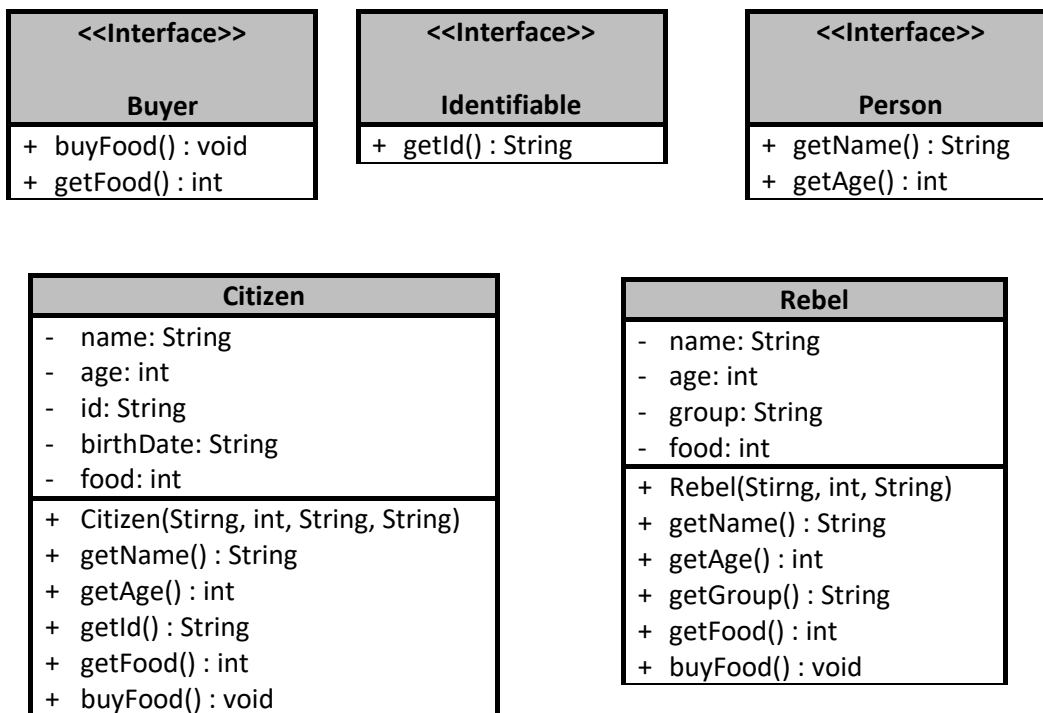 <<Interface>>
Buyer
+ buyFood() : void
+ getFood() : int
<<Interface>>
Identifiable
+ getId() : String
<<Interface>>
Person
+ getName() : String
+ getAge() : int
Citizen
- name: String
- age: int
- id: String
- birthDate: String
- food: int
+ Citizen(Stirng, int, String, String)
+ getName() : String
+ getAge() : int
+ getId() : String
+ getFood() : int
+ buyFood() : void
Rebel
- name: String
- age: int
- group: String
- food: int
+ Rebel(Stirng, int, String)
+ getName() : String
+ getAge() : int
+ getGroup() : String
+ getFood() : int
+ buyFood() : void